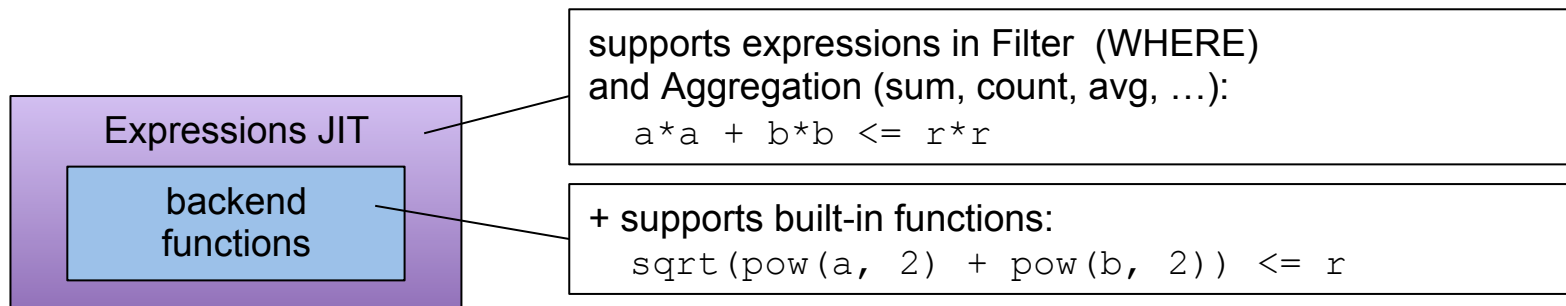 Expressions JIT
backend
functions
supports expressions in Filter  (WHERE)
and Aggregation (sum, count, avg, …):
a*a + b*b <= r*r
+ supports built-in functions:
sqrt(pow(a, 2) + pow(b, 2)) <= r